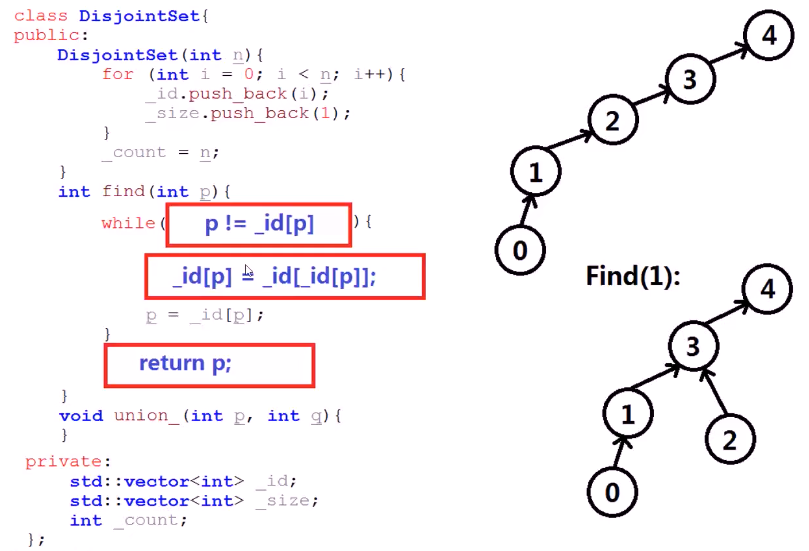 class DisjointSet{
public:
DisjointSet(int n){
for (int i = 0; i < n; i++){
_id.push_back(i);
_size.push_back(1);
}
_count = n;
}
int find(int p){
while( p != _id[p] ){
_id[p] = _id[_id[p]];
p = _id[p];
}
return p;
}
void union_(int p, int q){
}
private:
std::vector<int> _id;
std::vector<int> _size;
int _count;
};
4
3
2
1
0
Find(1):
4
3
1
2
0